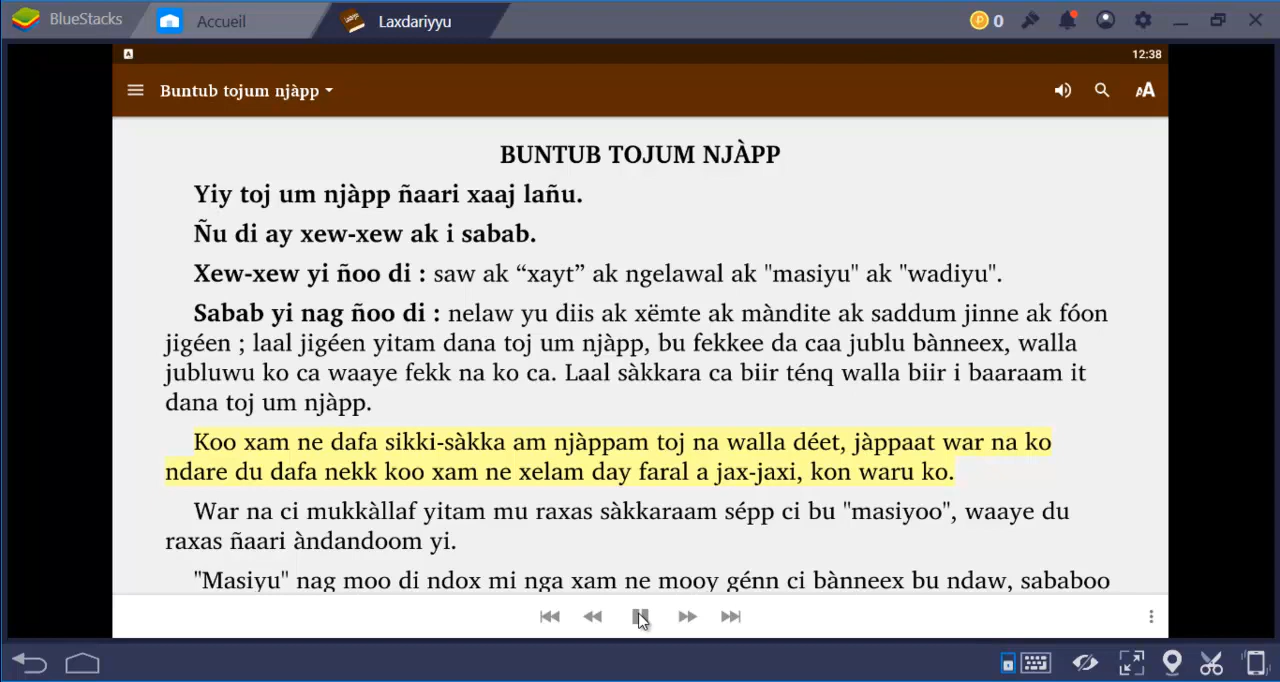 BlueStacks
Accueil
Laxdariyyu
0
12:38
Buntub tojum njàpp
AA
BUNTUB TOJUM NJÀPP
Yiy toj um njàpp ñaari xaaj lañu.
Ñu di ay xew-xew ak i sabab.
Xew-xew yi ñoo di : saw ak “xayt” ak ngelawal ak "masiyu" ak "wadiyu".
Sabab yi nag ñoo di : nelaw yu diis ak xëmte ak màndite ak saddum jinne ak fóon
jigéen ; laal jigéen yitam dana toj um njàpp, bu fekkee da caa jublu bànneex, walla
jubluwu ko ca waaye fekk na ko ca. Laal sàkkara ca biir ténq walla biir i baaraam it
dana toj um njàpp.
Koo xam ne dafa sikki-sàkka am njàppam toj na walla déet, jàppaat war na ko
ndare du dafa nekk koo xam ne xelam day faral a jax-jaxi, kon waru ko.
War na ci mukkàllaf yitam mu raxas sàkkaraam sépp ci bu "masiyoo", waaye du
raxas ñaari àndandoom yi.
"Masiyu" nag moo di ndox mi nga xam ne mooy génn ci bànneex bu ndaw, sababoo